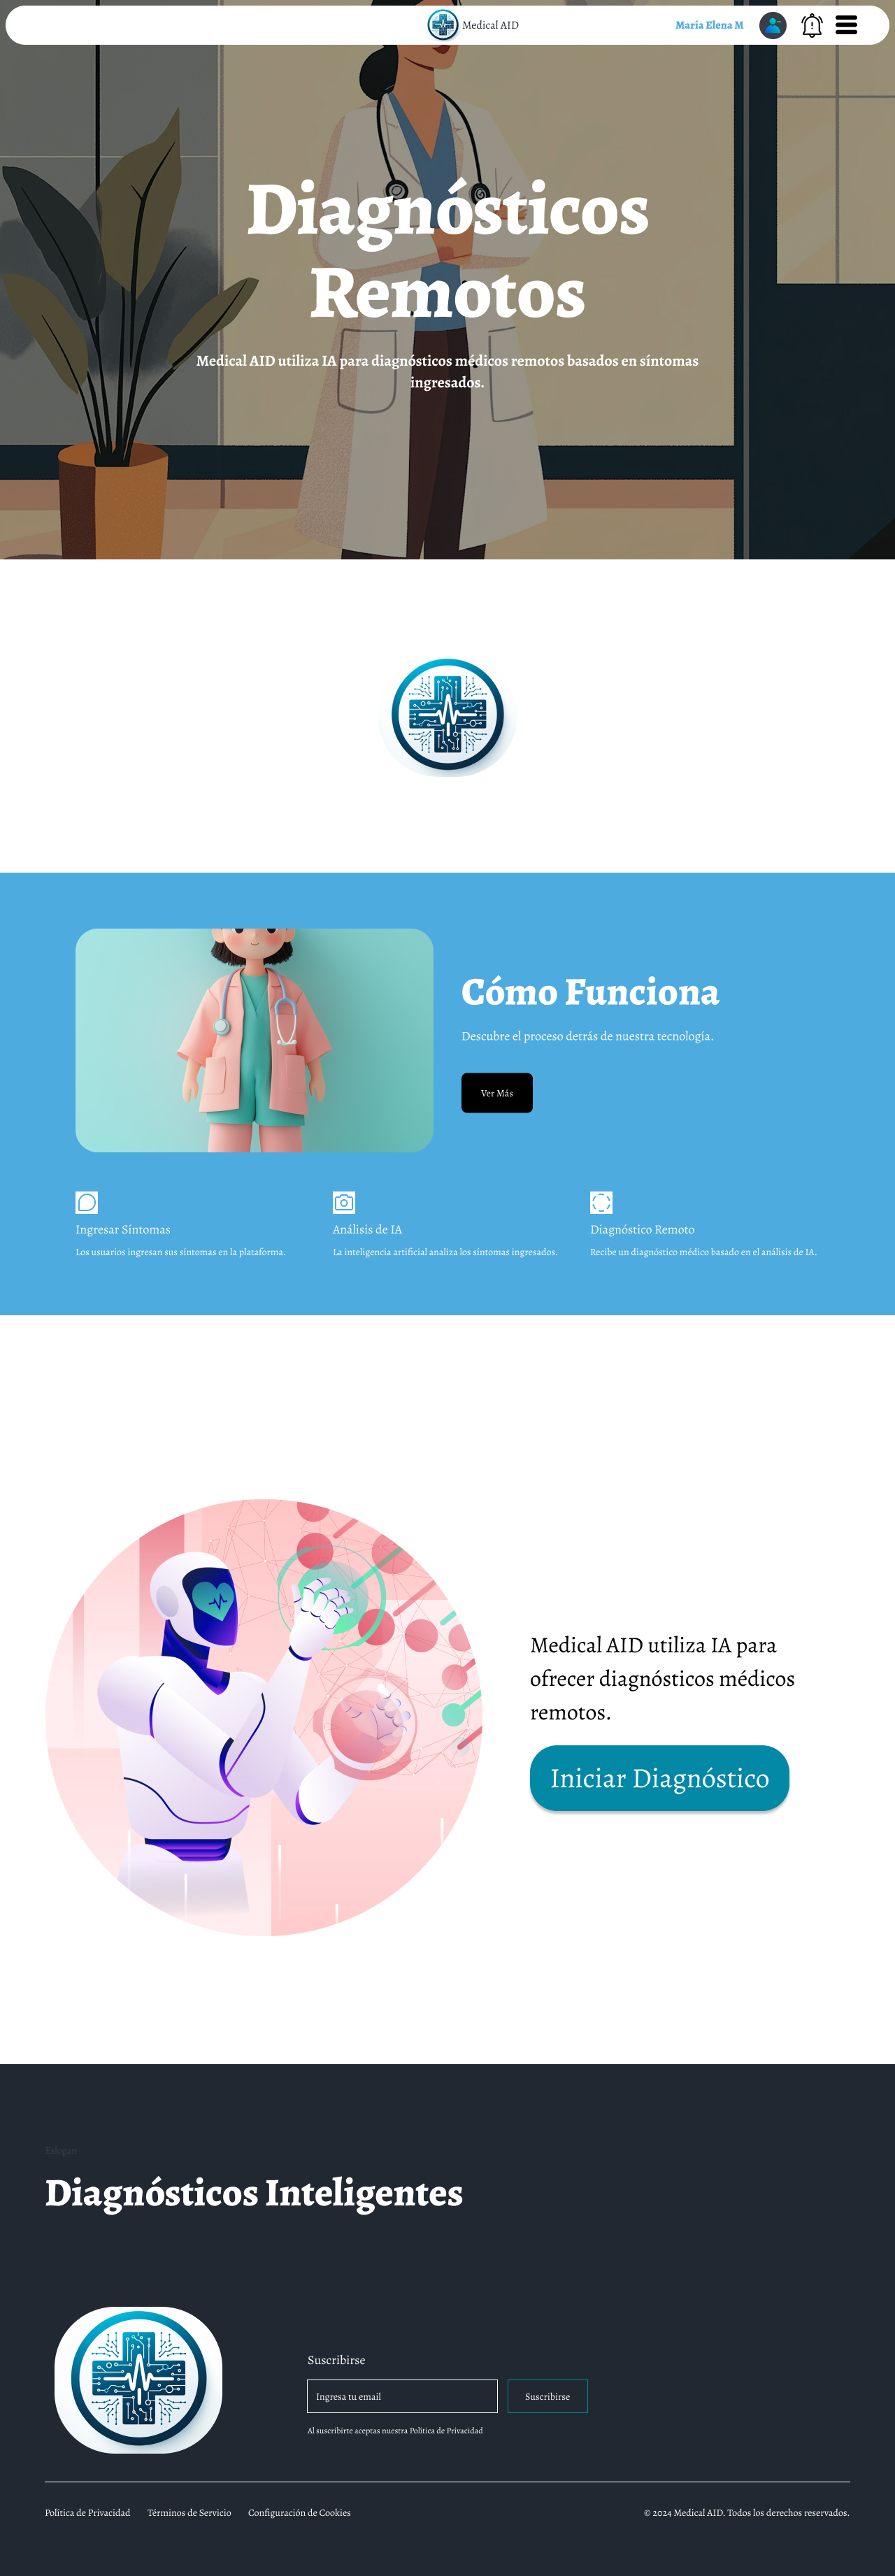 Medical AID
María Elena M
Diagnósticos
Remotos
Medical AID utiliza IA para diagnósticos médicos remotos basados en síntomas
ingresados.
Cómo Funciona
Descubre el proceso detrás de nuestra tecnología.
Ver Más
Ingresar Síntomas
Los usuarios ingresan sus síntomas en la plataforma.
Análisis de IA
La inteligencia artificial analiza los síntomas ingresados.
Diagnóstico Remoto
Recibe un diagnóstico médico basado en el análisis de IA.
Medical AID utiliza IA para
ofrecer diagnósticos médicos
remotos.
Iniciar Diagnóstico
Eslogan
Diagnósticos Inteligentes
Suscribirse
Ingresa tu email
Suscribirse
Al suscribirte aceptas nuestra Política de Privacidad
Política de Privacidad
Términos de Servicio
Configuración de Cookies
© 2024 Medical AID. Todos los derechos reservados.